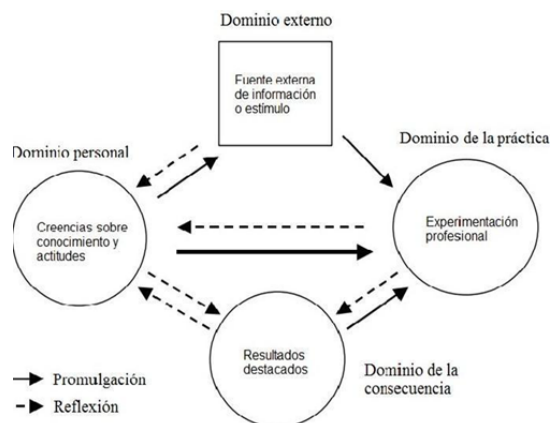 Dominio externo
Fuente externa
de información
o estímulo
Dominio personal
Dominio de la práctica
Creencias sobre
conocimiento y
actitudes
Experimentación
profesional
Resultados
destacados
Dominio de la
consecuencia
Promulgación
Reflexión